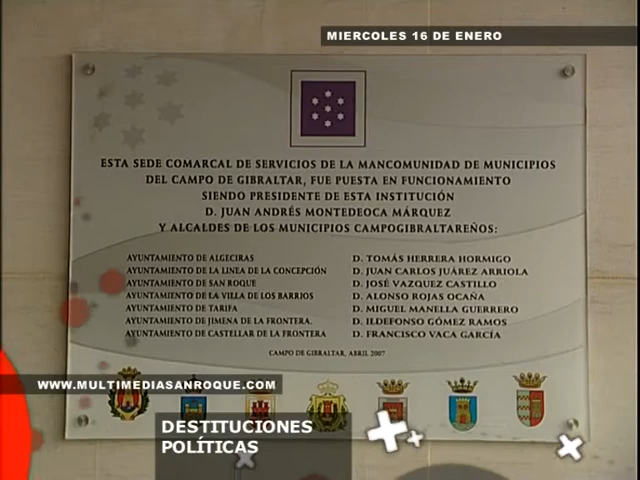 MIERCOLES 16 DE ENERO
ESTA SEDE COMARCAL DE SERVICIOS DE LA MANCOMUNIDAD DE MUNICIPIOS
DEL CAMPO DE GIBRALTAR, FUE PUESTA EN FUNCIONAMIENTO
SIENDO PRESIDENTE DE ESTA INSTITUCIÓN
D. JUAN ANDRÉS MONTEDEOCA MÁRQUEZ
Y ALCALDES DE LOS MUNICIPIOS CAMPOGIBRALTAREÑOS:
AYUNTAMIENTO DE ALGECIRAS D. TOMÁS HERRERA HORMIGO
AYUNTAMIENTO DE LA LINEA DE LA CONCEPCIÓN D. JUAN CARLOS JUÁREZ ARRIOLA
AYUNTAMIENTO DE SAN ROQUE D. JOSÉ VAZQUEZ CASTILLO
AYUNTAMIENTO DE LA VILLA DE LOS BARRIOS D. ALONSO ROJAS OCAÑA
AYUNTAMIENTO DE TARIFA D. MIGUEL MANELLA GUERRERO
AYUNTAMIENTO DE JIMENA DE LA FRONTERA. D. ILDEFONSO GÓMEZ RAMOS
AYUNTAMIENTO DE CASTELLAR DE LA FRONTERA D. FRANCISCO VACA GARCÍA
CAMPO DE GIBRALTAR, ABRIL 2007
WWW.MULTIMEDIASANROQUE.COM
DESTITUCIONES
POLÍTICAS